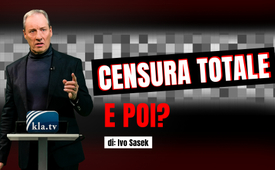 CENSURA TOTALE
E POI?
di: Ivo Sasek
kla.tv